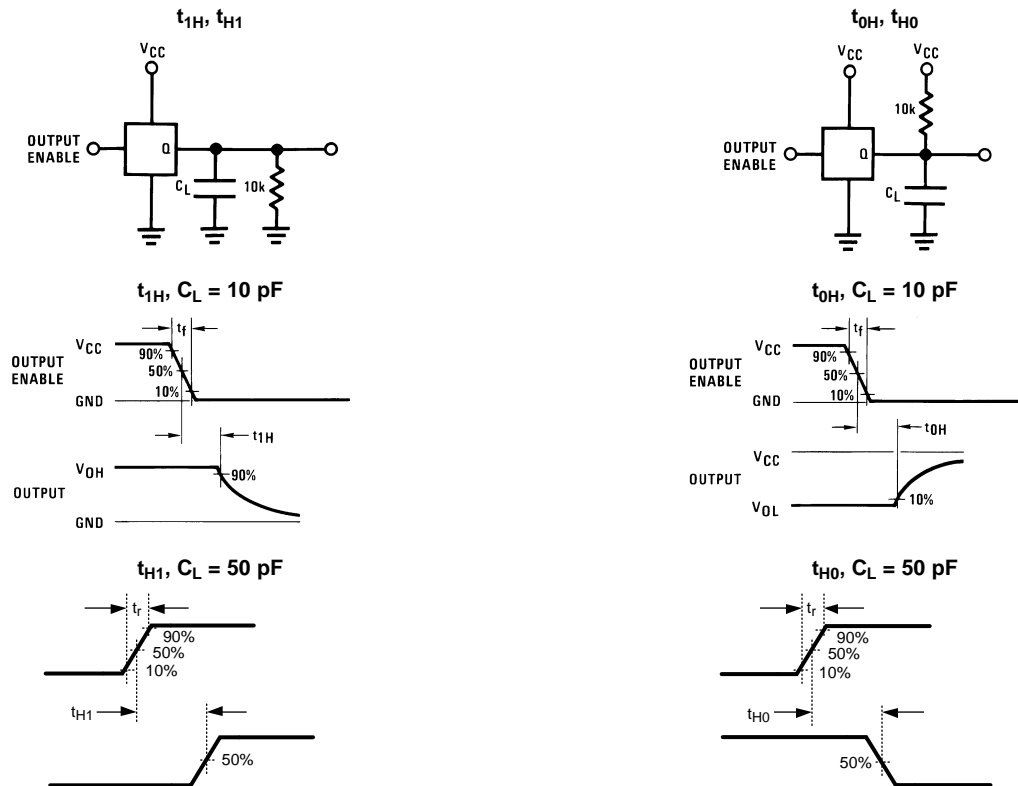 t1H, tH1
VCC
OUTPUT
ENABLE
Q
CL
10k
t1H, CL = 10 pF
tf
VCC
90%
OUTPUT
ENABLE
50%
10%
GND
t1H
VOH
90%
OUTPUT
GND
tH1, CL = 50 pF
tr
90%
50%
10%
tH1
50%
t0H, tH0
VCC
VCC
10k
OUTPUT
ENABLE
Q
CL
t0H, CL = 10 pF
tf
VCC
90%
OUTPUT
ENABLE
50%
10%
GND
t0H
VCC
OUTPUT
10%
VOL
tH0, CL = 50 pF
tr
90%
50%
10%
tH0
50%